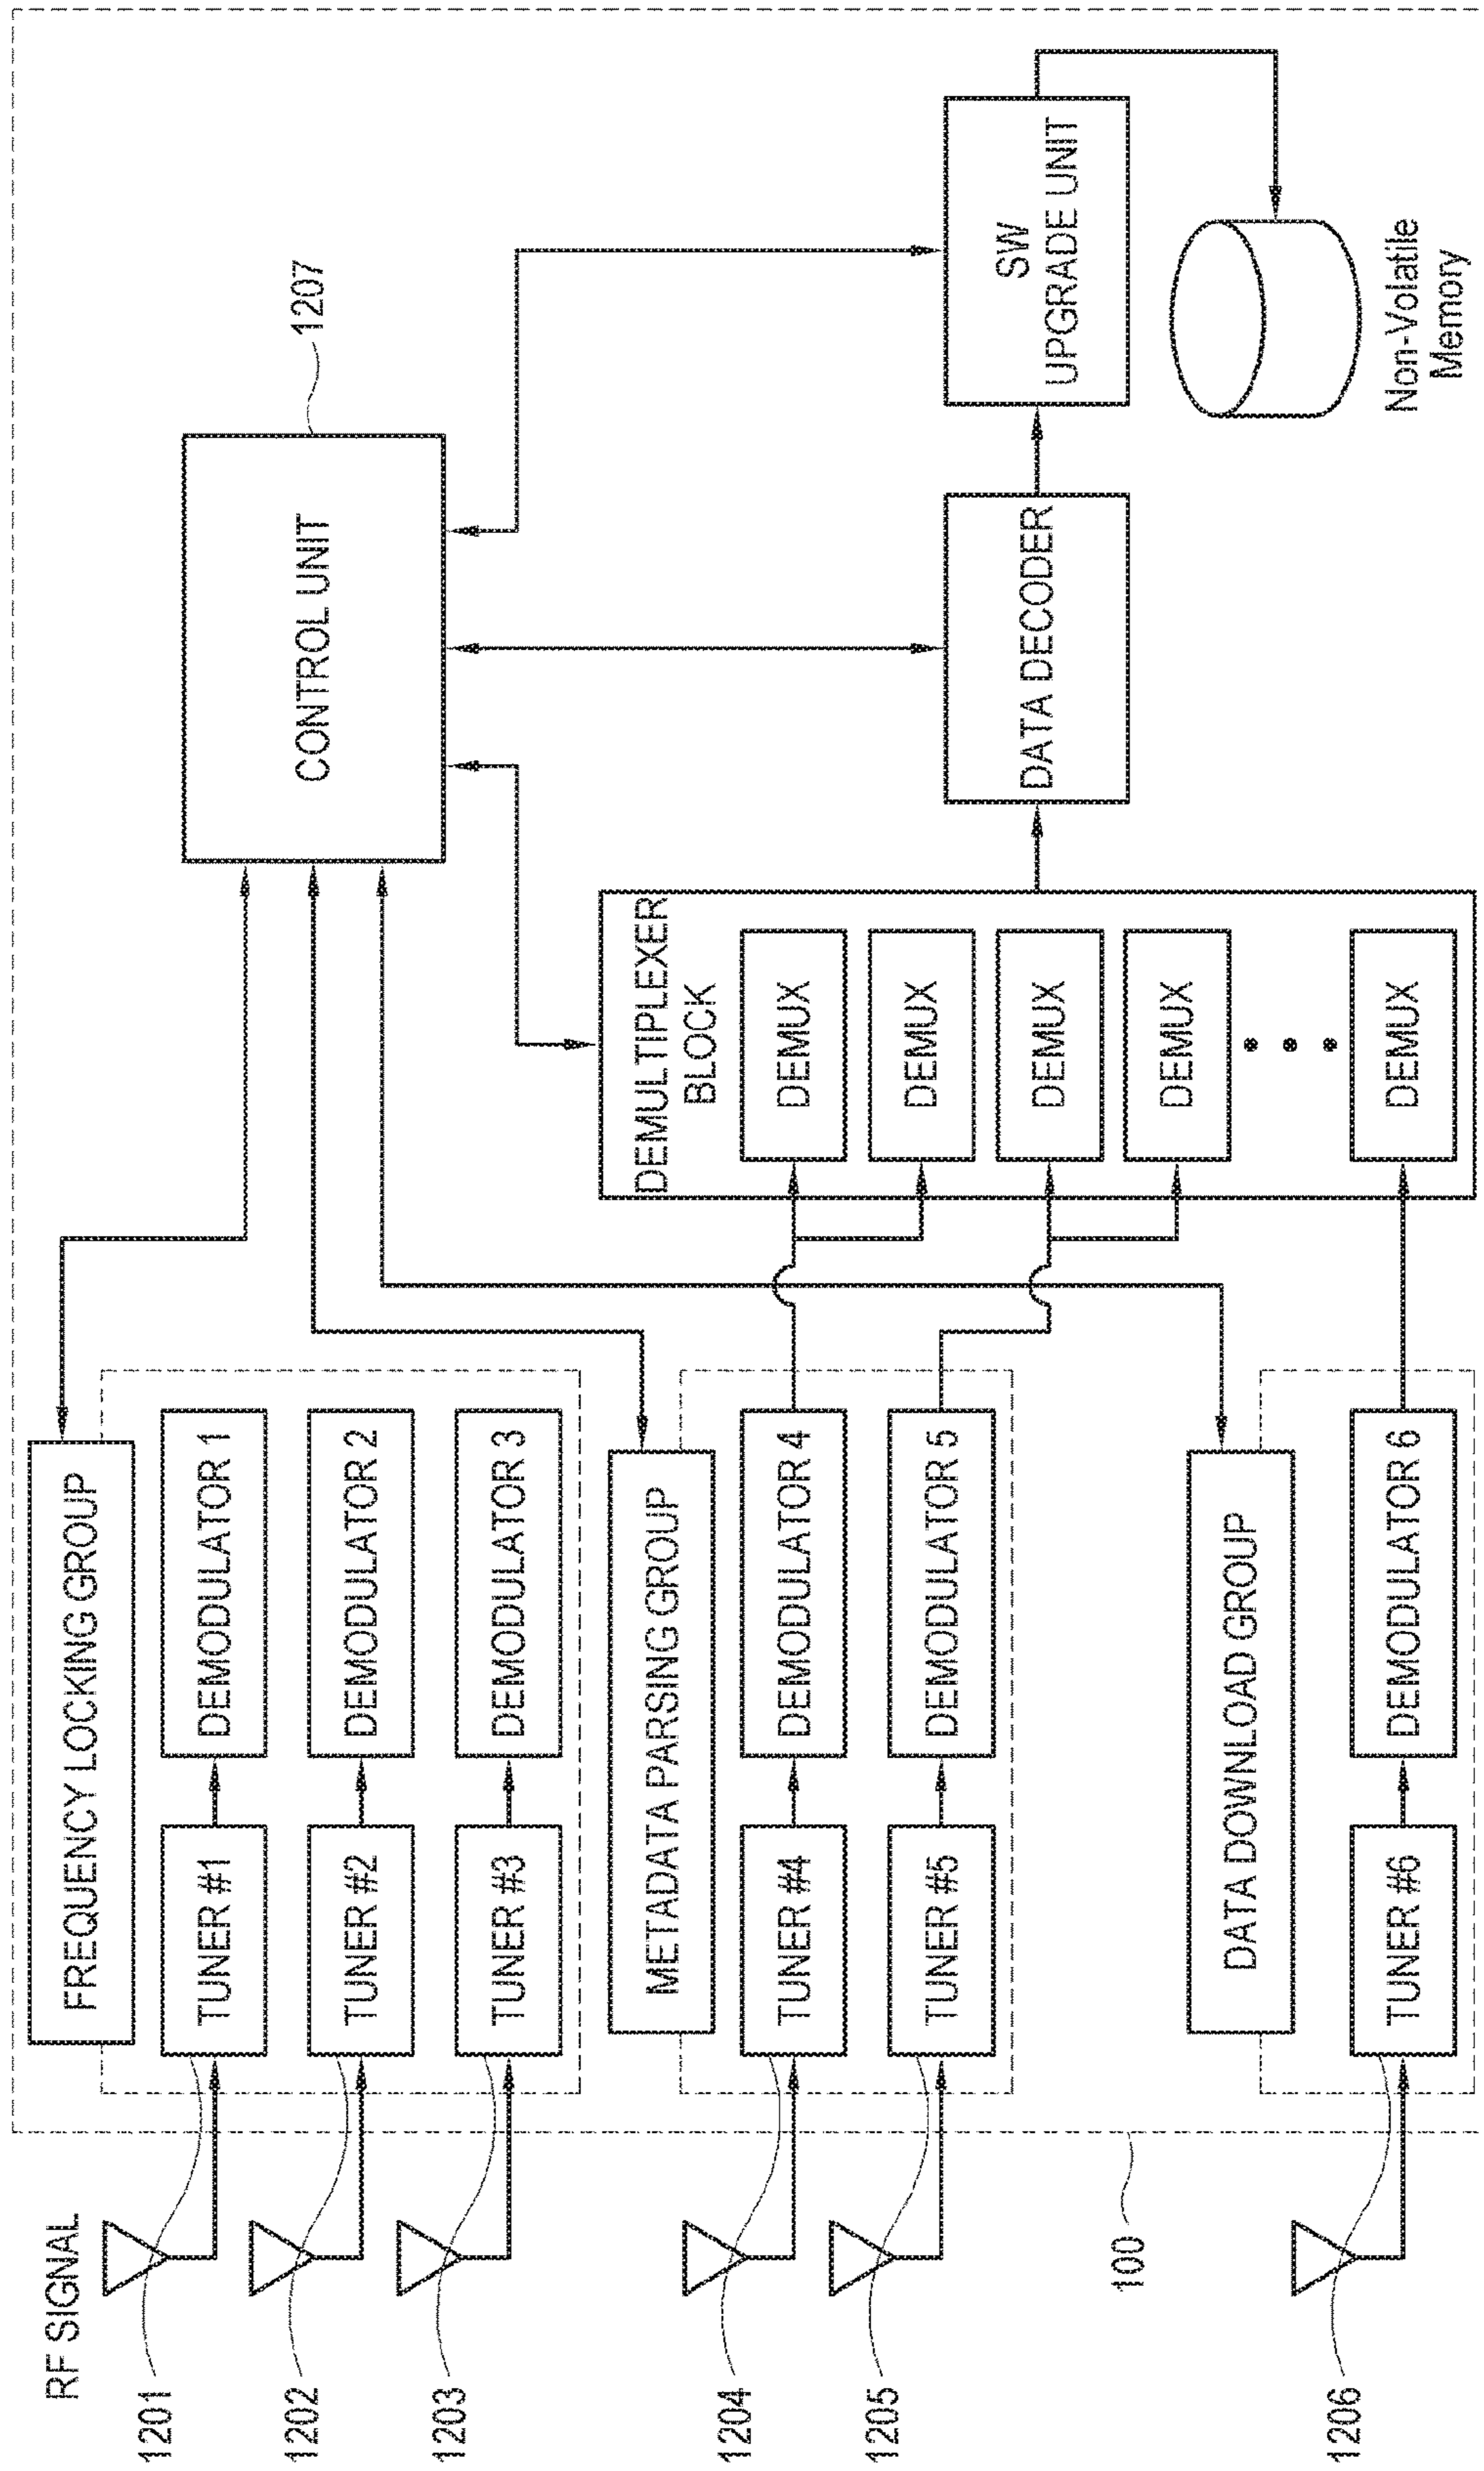 RF SIGNAL
FREQUENCY LOCKING GROUP
1201
TUNER #1
DEMODULATOR 1
1202
TUNER #2
DEMODULATOR 2
1203
TUNER #3
DEMODULATOR 3
METADATA PARSING GROUP
1204
TUNER #4
DEMODULATOR 4
1205
TUNER #5
DEMODULATOR 5
100
DATA DOWNLOAD GROUP
1206
TUNER #6
DEMODULATOR 6
CONTROL UNIT
1207
DEMULTIPLEXER
BLOCK
DEMUX
DEMUX
DEMUX
DEMUX
DEMUX
DATA DECODER
SW
UPGRADE UNIT
Non-Volatile
Memory